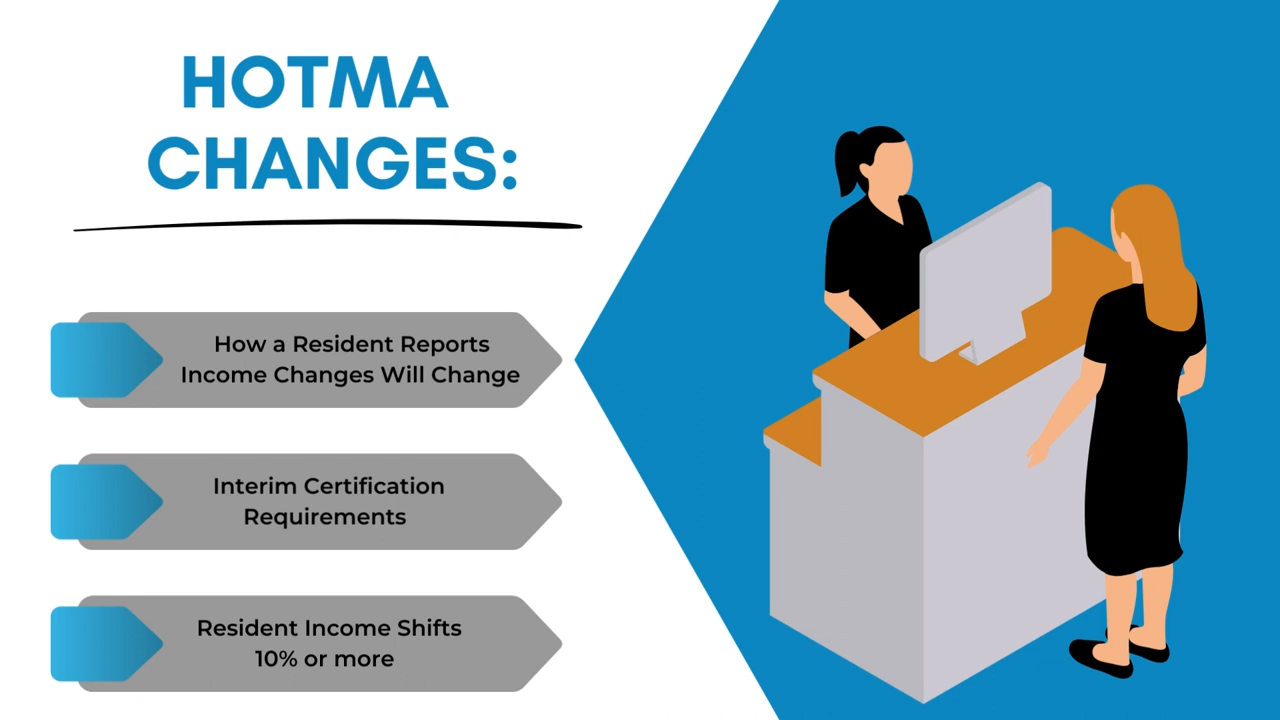 HOTMA
CHANGES:
How a Resident Reports
Income Changes Will Change
Interim Certification
Requirements
Resident Income Shifts
10% or more